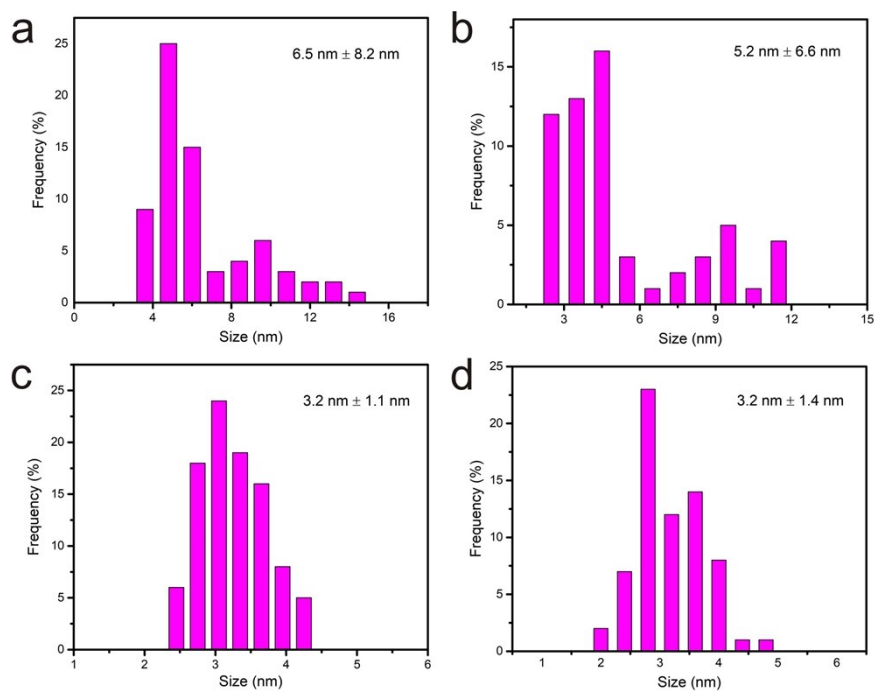 a
6.5 nm ± 8.2 nm
Frequency (%)
25
20
15
10
5
0
0 4 8 12 16
Size (nm)
b
5.2 nm ± 6.6 nm
Frequency (%)
15
10
5
0
3 6 9 12 15
Size (nm)
c
3.2 nm ± 1.1 nm
Frequency (%)
25
20
15
10
5
0
1 2 3 4 5 6
Size (nm)
d
3.2 nm ± 1.4 nm
Frequency (%)
25
20
15
10
5
0
1 2 3 4 5 6
Size (nm)